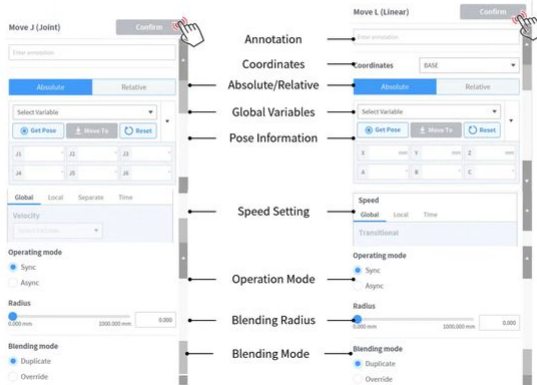 Move J (Joint)
Confirm
Enter annotation
Absolute
Relative
Select Variable
Get Pose
Move To
Reset
J1 ° J2 ° J3 °
J4 ° J5 ° J6 °
Global Local Separate Time
Velocity
Operating mode
Sync
Async
Radius
0.000 mm
1000.000 mm
0.000
Blending mode
Duplicate
Override
Annotation
Coordinates
Absolute/Relative
Global Variables
Pose Information
Speed Setting
Operation Mode
Blending Radius
Blending Mode
Move L (Linear)
Confirm
Enter annotation
Coordinates
BASE
Absolute
Relative
Select Variable
Get Pose
Move To
Reset
X mm Y mm Z mm
A ° B ° C °
Speed
Global Local Time
Transitional
Operating mode
Sync
Async
Radius
0.000 mm
1000.000 mm
0.000
Blending mode
Duplicate
Override